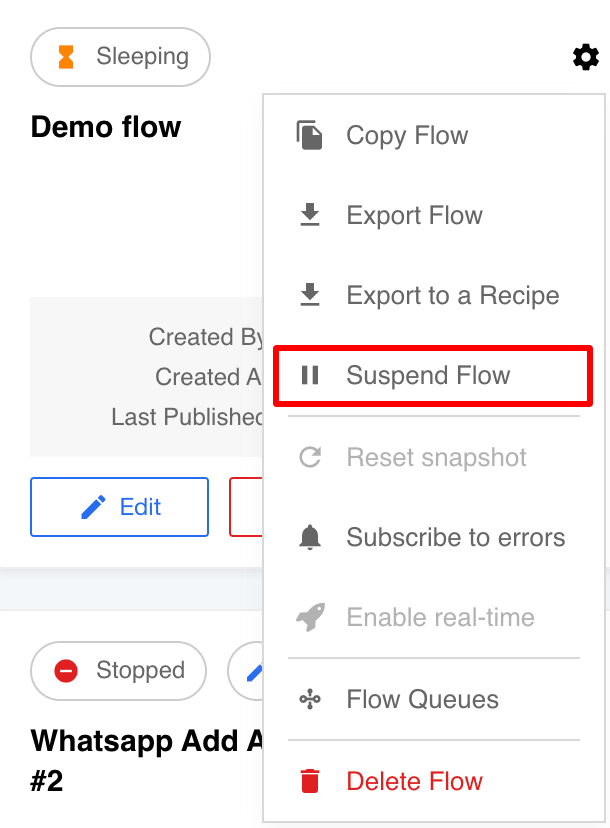 Sleeping
Demo flow
Copy Flow
Export Flow
Export to a Recipe
Suspend Flow
Reset snapshot
Subscribe to errors
Enable real-time
Flow Queues
Delete Flow
Created By
Created A
Last Published
Edit
Stopped
Whatsapp Add A
#2